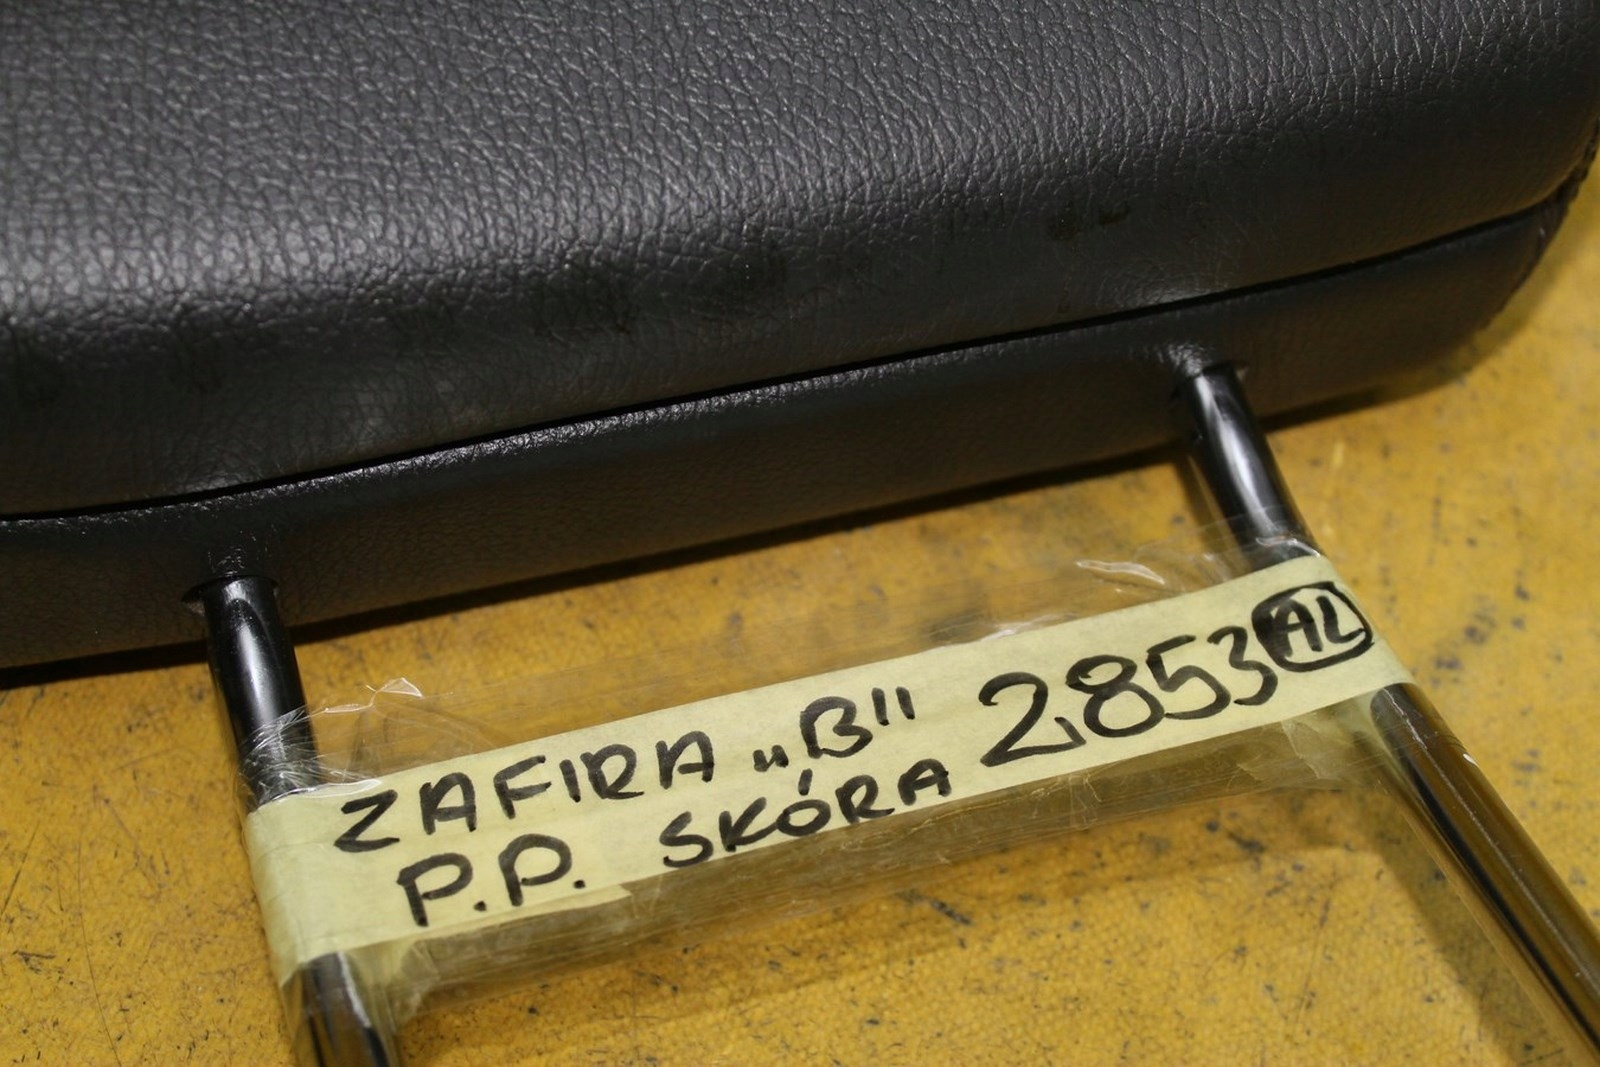 ZAFIRA „B" 2853 AL
P.P. SKÓRA